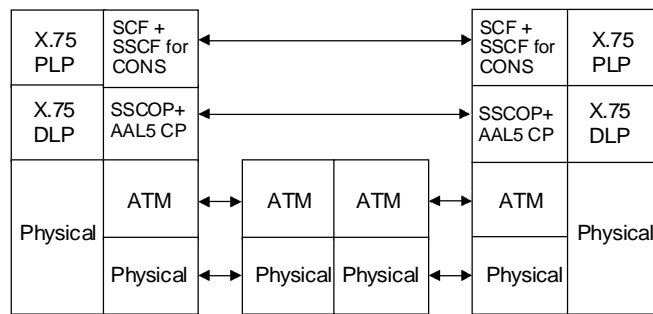 X.75
PLP
SCF +
SSCF for
CONS
SCF +
SSCF for
CONS
X.75
PLP
X.75
DLP
SSCOP+
AAL5 CP
SSCOP+
AAL5 CP
X.75
DLP
Physical
ATM
ATM
ATM
ATM
Physical
Physical
Physical
Physical
Physical